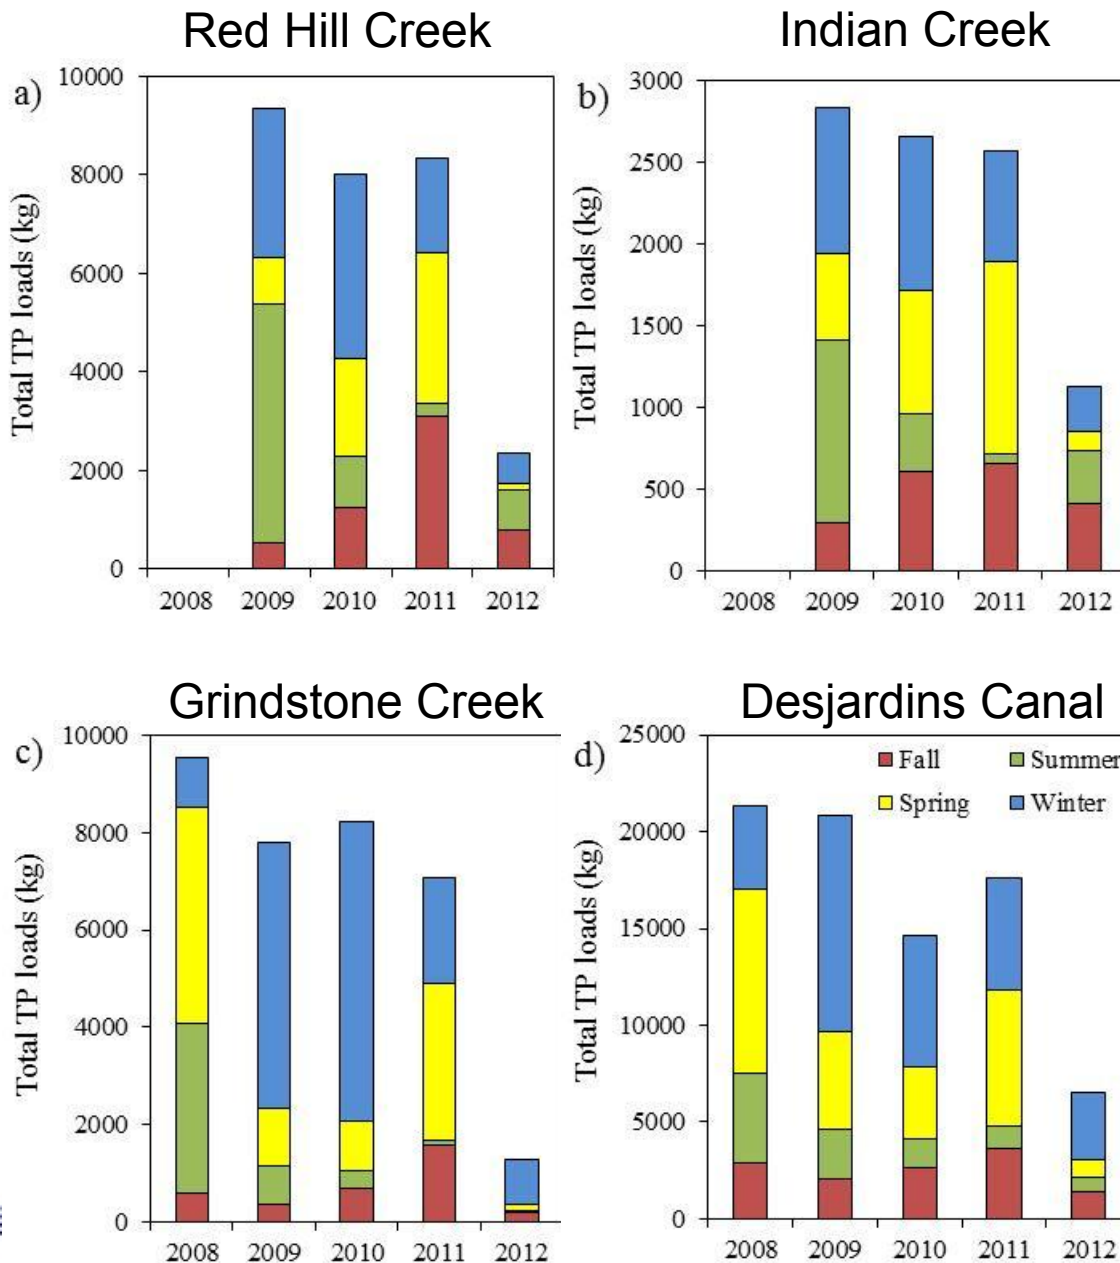 Red Hill Creek
a)
Total TP loads (kg)
10000
8000
6000
4000
2000
0
2008 2009 2010 2011 2012
Indian Creek
b)
Total TP loads (kg)
3000
2500
2000
1500
1000
500
0
2008 2009 2010 2011 2012
Grindstone Creek
c)
Total TP loads (kg)
10000
8000
6000
4000
2000
0
2008 2009 2010 2011 2012
Desjardins Canal
d)
Total TP loads (kg)
25000
20000
15000
10000
5000
0
Fall Summer
Spring Winter
2008 2009 2010 2011 2012